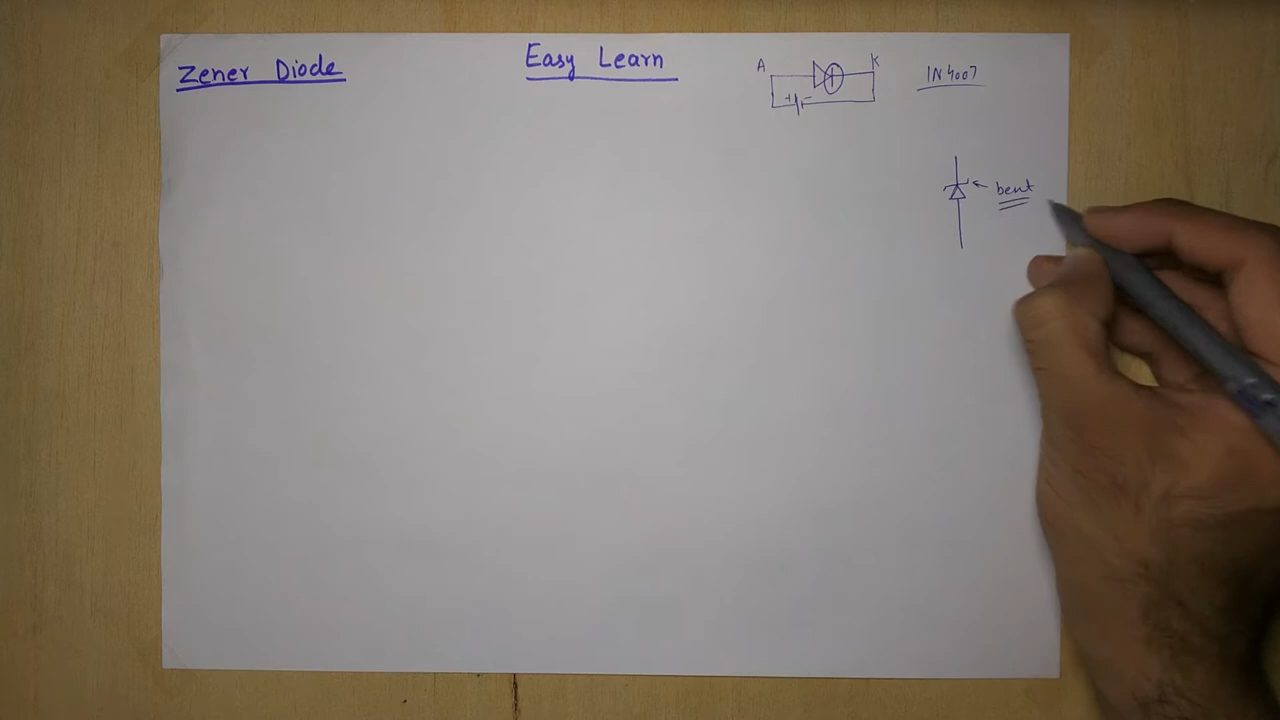 Zener Diode
Easy Learn
A
K
1N4007
+ -
bent